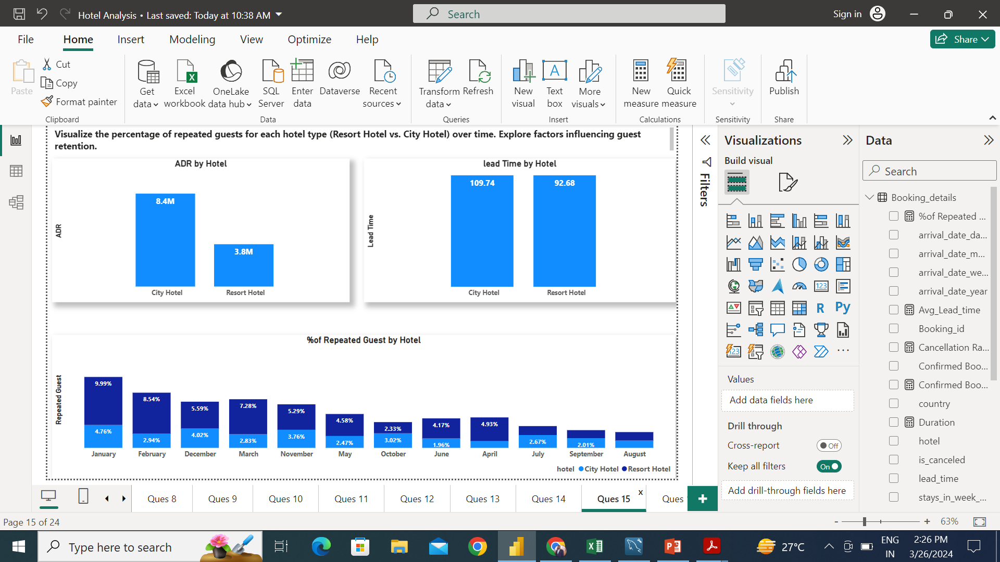 Hotel Analysis • Last saved: Today at 10:38 AM
Search
Sign in
File Home Insert Modeling View Optimize Help
Share
Paste
Cut
Copy
Format painter
Get data
Excel workbook
OneLake data hub
SQL Server
Enter data
Dataverse
Recent sources
Transform data
Refresh
New visual
Text box
More visuals
New measure
Quick measure
Sensitivity
Publish
Clipboard Data Queries Insert Calculations Sensitivity Share
Visualize the percentage of repeated guests for each hotel type (Resort Hotel vs. City Hotel) over time. Explore factors influencing guest
retention.
ADR by Hotel
ADR
8.4M
3.8M
City Hotel Resort Hotel
lead Time by Hotel
Lead Time
109.74 92.68
City Hotel Resort Hotel
%of Repeated Guest by Hotel
Repeated Guest
9.99%
8.54%
5.59%
7.28%
5.29%
4.58%
2.33%
4.17%
4.93%
4.76%
2.94%
4.02%
2.83%
3.76%
2.47%
3.02%
1.96%
2.67%
2.01%
January February December March November May October June April July September August
hotel City Hotel Resort Hotel
Filters
Visualizations
Build visual
123
R Py
123
Values
Add data fields here
Drill through
Cross-report
Off
Keep all filters
On
Add drill-through fields here
Data
Search
Booking_details
%of Repeated ...
arrival_date_da...
arrival_date_m...
arrival_date_we...
arrival_date_year
Avg_Lead_time
Booking_id
Cancellation Ra...
Confirmed Boo...
Confirmed Boo...
country
Duration
hotel
is_canceled
lead_time
stays_in_week_...
Ques 8 Ques 9 Ques 10 Ques 11 Ques 12 Ques 13 Ques 14 Ques 15 x Ques
+
Page 15 of 24
- + 63%
Type here to search
27°C
ENG
IN
2:26 PM
3/26/2024